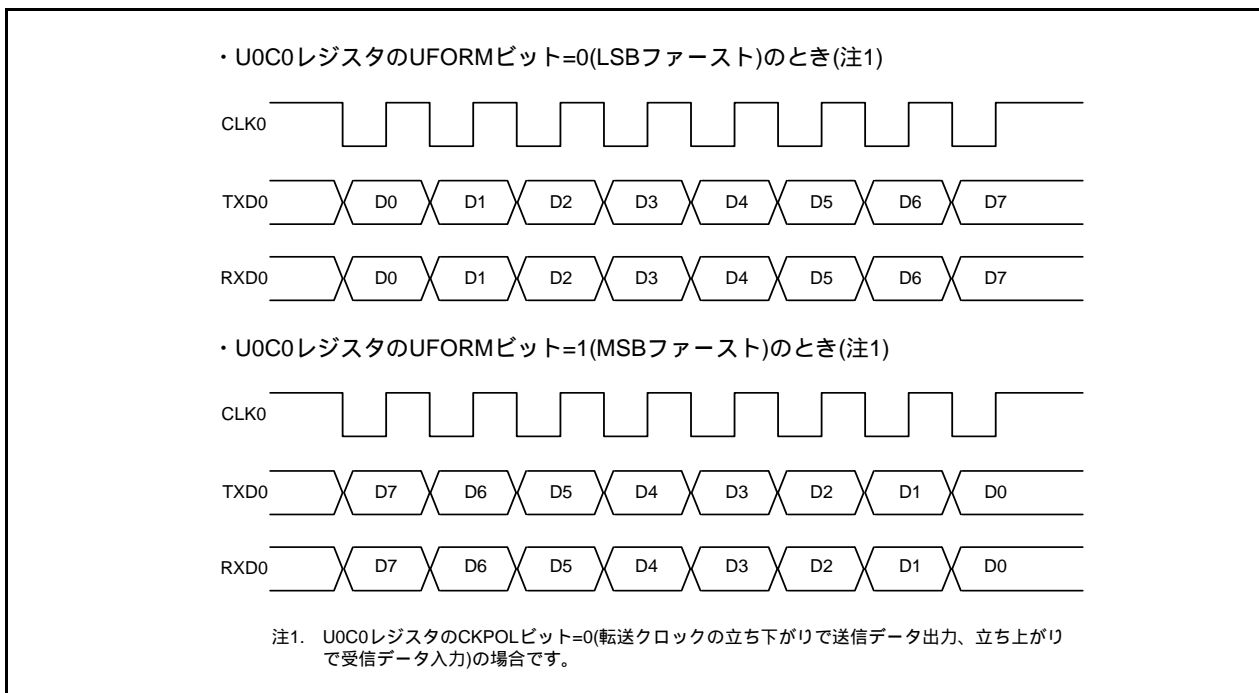 ・U0C0レジスタのUFORMビット=0(LSBファースト)のとき(注1)
CLK0
TXD0 D0 D1 D2 D3 D4 D5 D6 D7
RXD0 D0 D1 D2 D3 D4 D5 D6 D7
・U0C0レジスタのUFORMビット=1(MSBファースト)のとき(注1)
CLK0
TXD0 D7 D6 D5 D4 D3 D2 D1 D0
RXD0 D7 D6 D5 D4 D3 D2 D1 D0
注1. U0C0レジスタのCKPOLビット=0(転送クロックの立ち下がりで送信データ出力、立ち上がり
で受信データ入力)の場合です。